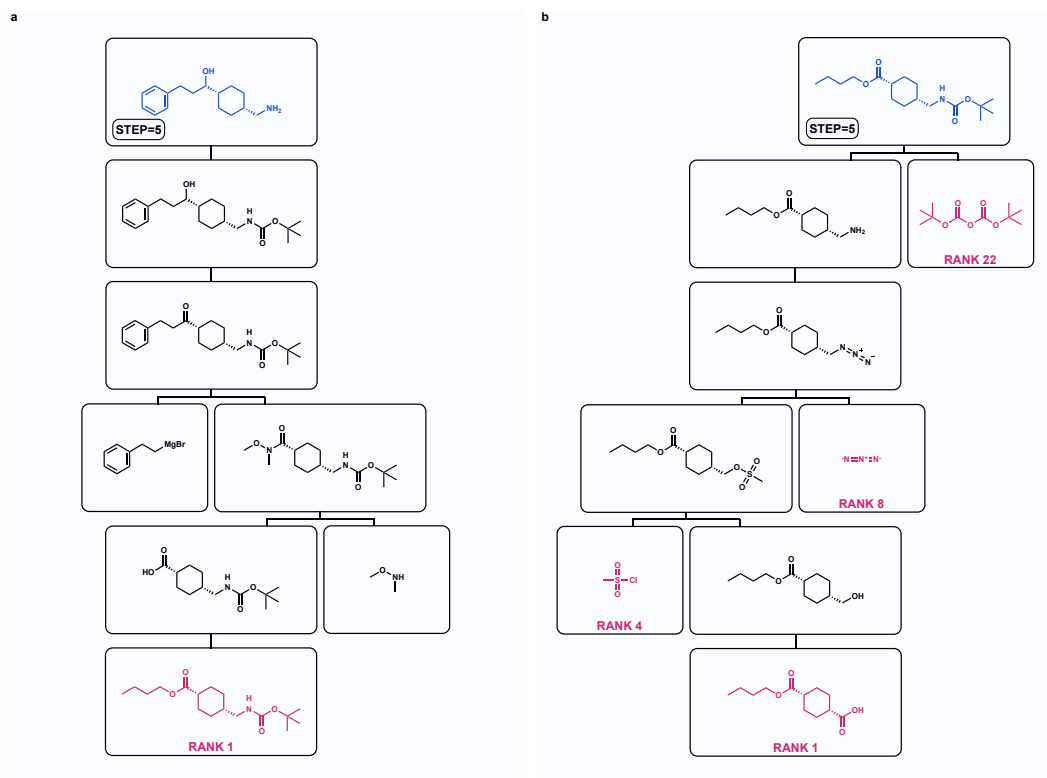 a
OH
NH₂
STEP=5
OH
H
N O
O
O
H
N O
O
MgBr
O
O N
H
N O
O
O
HO
H
N O
O
O NH
O
O
H
N O
O
RANK 1
b
O
O
H
N O
O
STEP=5
O
O
NH₂
O O
O O O
RANK 22
O
O
N N⁺ N⁻
O
O
O S O
O
⁻N N⁺ N⁻
RANK 8
O
S Cl
O
RANK 4
O
O
OH
O
O
OH
O
RANK 1